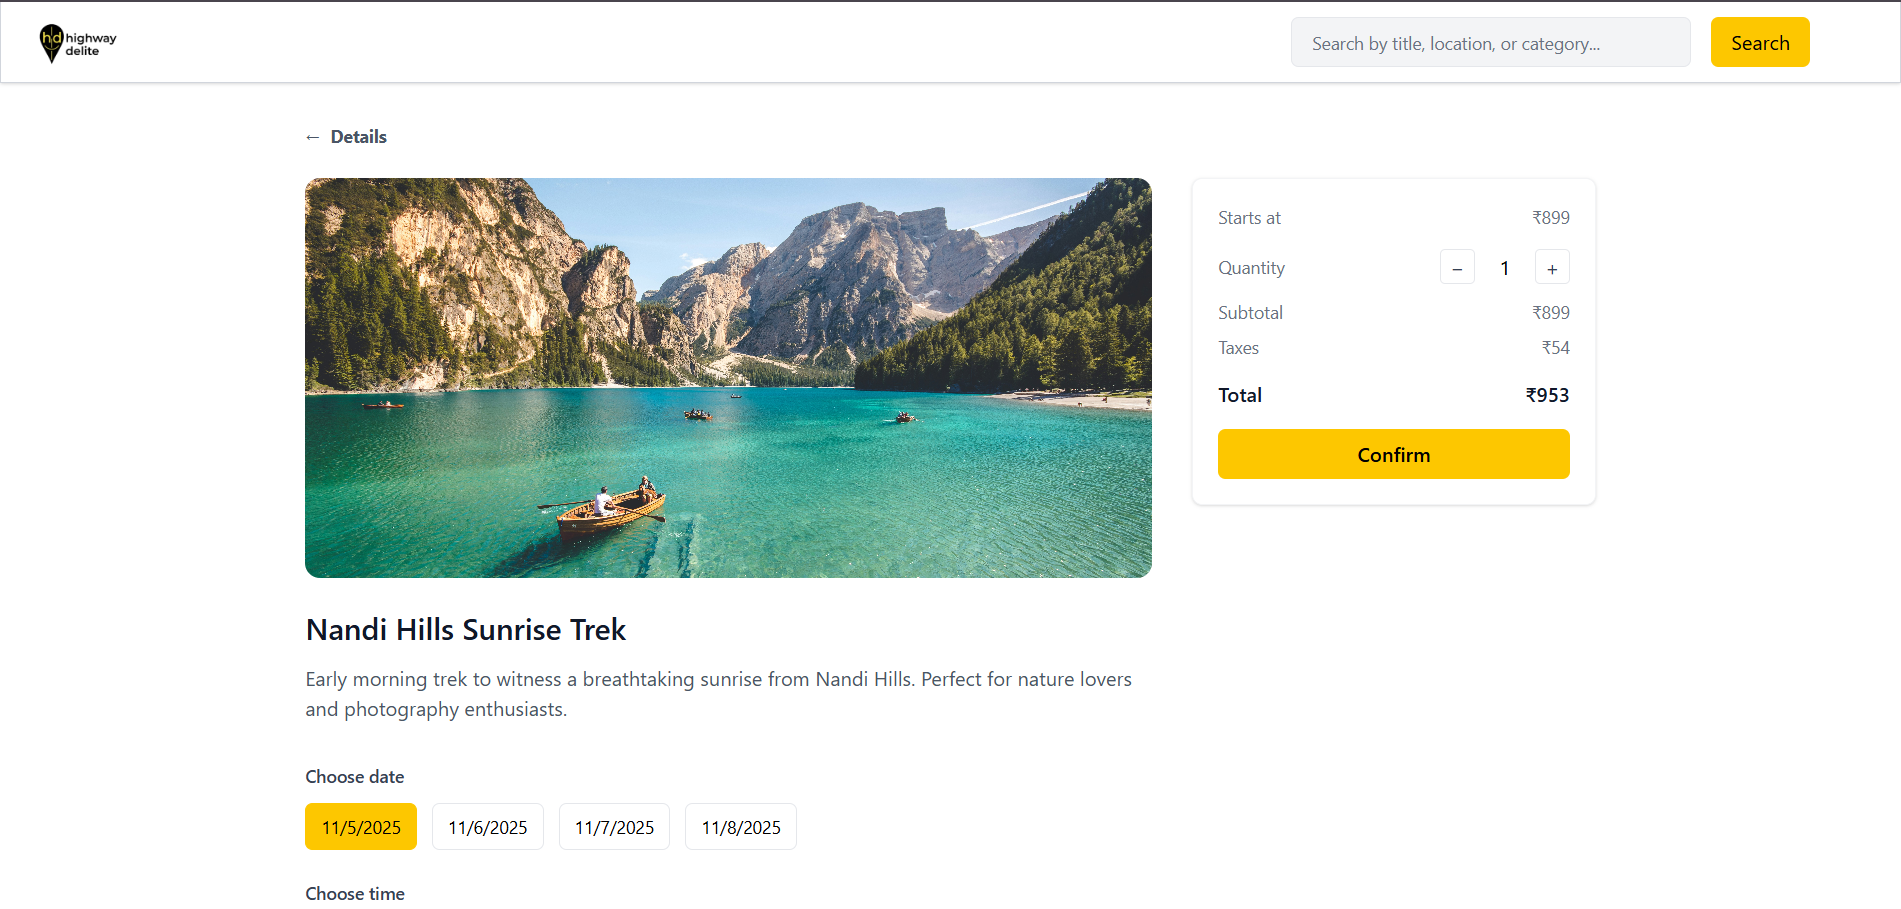 hd highway
delite
Search by title, location, or category...
Search
← Details
Starts at ₹899
Quantity − 1 +
Subtotal ₹899
Taxes ₹54
Total ₹953
Confirm
Nandi Hills Sunrise Trek
Early morning trek to witness a breathtaking sunrise from Nandi Hills. Perfect for nature lovers
and photography enthusiasts.
Choose date
11/5/2025 11/6/2025 11/7/2025 11/8/2025
Choose time